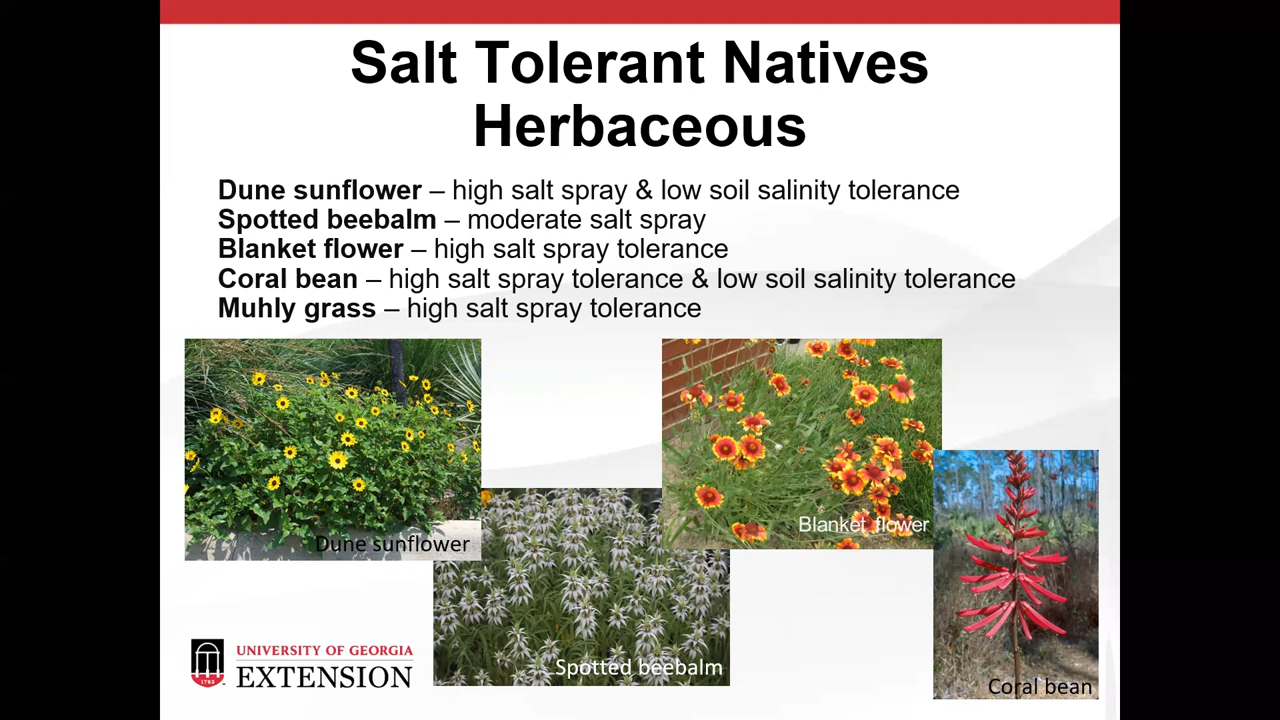 Salt Tolerant Natives
Herbaceous
Dune sunflower – high salt spray & low soil salinity tolerance
Spotted beebalm – moderate salt spray
Blanket flower – high salt spray tolerance
Coral bean – high salt spray tolerance & low soil salinity tolerance
Muhly grass – high salt spray tolerance
Dune sunflower
Blanket flower
Spotted beebalm
Coral bean
1785
UNIVERSITY OF GEORGIA
EXTENSION